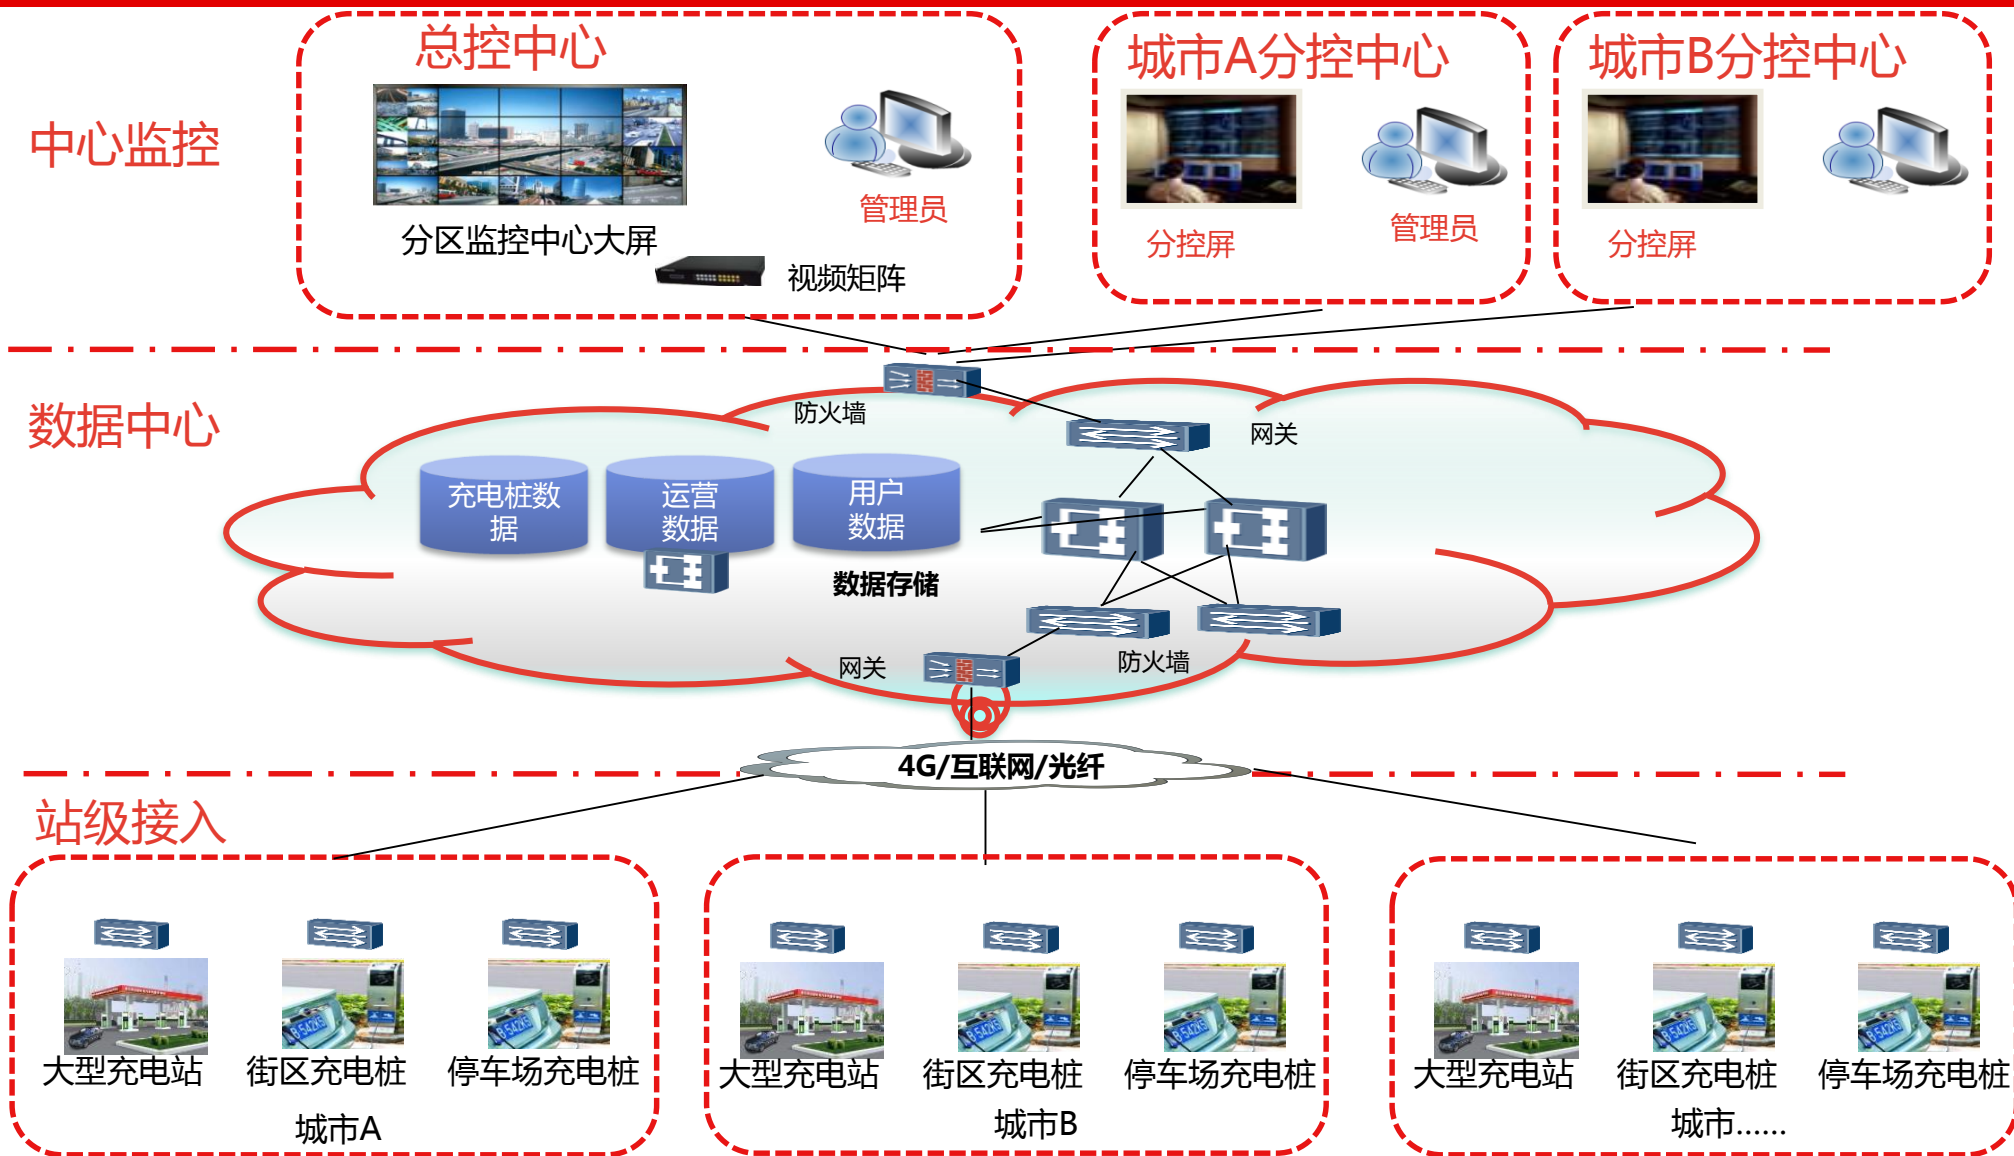 总控中心
城市A分控中心
城市B分控中心
中心监控
管理员
分区监控中心大屏
视频矩阵
分控屏
管理员
分控屏
数据中心
防火墙
网关
充电桩数
据
运营
数据
用户
数据
数据存储
网关
防火墙
4G/互联网/光纤
站级接入
大型充电站
街区充电桩
停车场充电桩
城市A
大型充电站
街区充电桩
停车场充电桩
城市B
大型充电站
街区充电桩
停车场充电桩
城市......